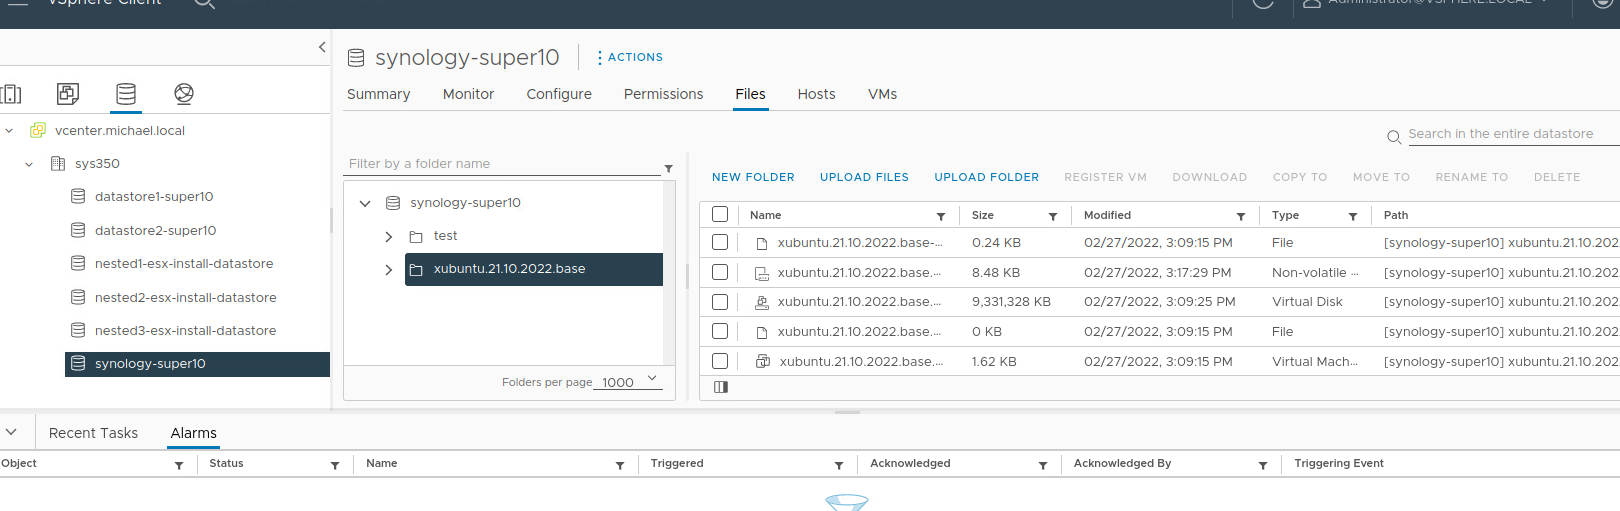 vSphere Client
Administrator@VSPHERE.LOCAL
synology-super10
ACTIONS
Summary Monitor Configure Permissions Files Hosts VMs
vcenter.michael.local
sys350
datastore1-super10
datastore2-super10
nested1-esx-install-datastore
nested2-esx-install-datastore
nested3-esx-install-datastore
synology-super10
Search in the entire datastore
Filter by a folder name
synology-super10
test
xubuntu.21.10.2022.base
Folders per page 1000
NEW FOLDER UPLOAD FILES UPLOAD FOLDER REGISTER VM DOWNLOAD COPY TO MOVE TO RENAME TO DELETE
Name Size Modified Type Path
xubuntu.21.10.2022.base-... 0.24 KB 02/27/2022, 3:09:15 PM File [synology-super10] xubuntu.21.10.202
xubuntu.21.10.2022.base.... 8.48 KB 02/27/2022, 3:17:29 PM Non-volatile ... [synology-super10] xubuntu.21.10.202
xubuntu.21.10.2022.base.... 9,331,328 KB 02/27/2022, 3:09:25 PM Virtual Disk [synology-super10] xubuntu.21.10.202
xubuntu.21.10.2022.base.... 0 KB 02/27/2022, 3:09:15 PM File [synology-super10] xubuntu.21.10.202
xubuntu.21.10.2022.base.... 1.62 KB 02/27/2022, 3:09:15 PM Virtual Mach... [synology-super10] xubuntu.21.10.202
Recent Tasks Alarms
Object Status Name Triggered Acknowledged Acknowledged By Triggering Event